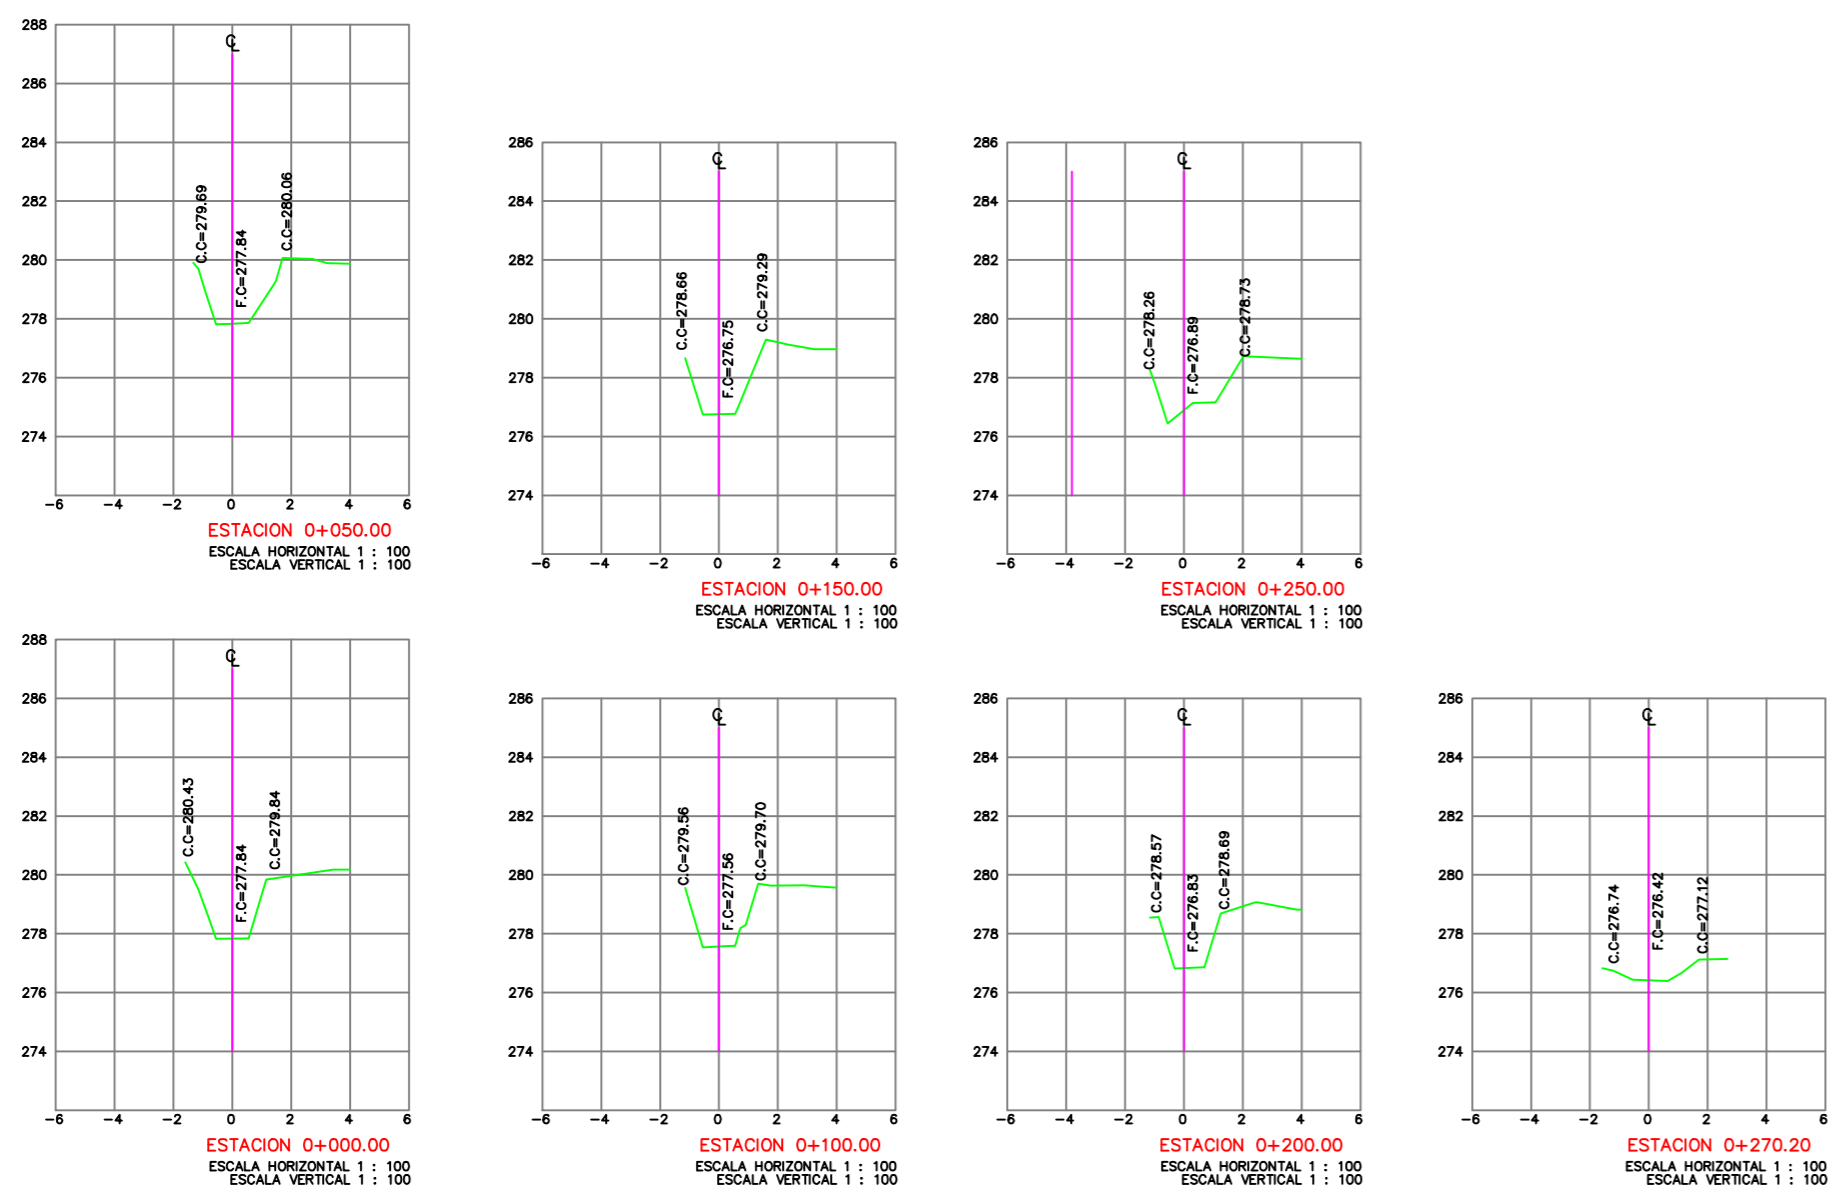 288
286
284
282
280
278
276
274
℄
C.C=279.69
F.C=277.84
C.C=280.06
-6 -4 -2 0 2 4 6
ESTACION 0+050.00
ESCALA HORIZONTAL 1 : 100
ESCALA VERTICAL 1 : 100
286
284
282
280
278
276
274
℄
C.C=278.66
F.C=276.75
C.C=279.29
-6 -4 -2 0 2 4 6
ESTACION 0+150.00
ESCALA HORIZONTAL 1 : 100
ESCALA VERTICAL 1 : 100
286
284
282
280
278
276
274
℄
C.C=278.26
F.C=276.89
C.C=278.73
-6 -4 -2 0 2 4 6
ESTACION 0+250.00
ESCALA HORIZONTAL 1 : 100
ESCALA VERTICAL 1 : 100
288
286
284
282
280
278
276
274
℄
C.C=280.43
F.C=277.84
C.C=279.84
-6 -4 -2 0 2 4 6
ESTACION 0+000.00
ESCALA HORIZONTAL 1 : 100
ESCALA VERTICAL 1 : 100
286
284
282
280
278
276
274
℄
C.C=279.56
F.C=277.56
C.C=279.70
-6 -4 -2 0 2 4 6
ESTACION 0+100.00
ESCALA HORIZONTAL 1 : 100
ESCALA VERTICAL 1 : 100
286
284
282
280
278
276
274
℄
C.C=278.57
F.C=276.83
C.C=278.69
-6 -4 -2 0 2 4 6
ESTACION 0+200.00
ESCALA HORIZONTAL 1 : 100
ESCALA VERTICAL 1 : 100
286
284
282
280
278
276
274
℄
C.C=276.74
F.C=276.42
C.C=277.12
-6 -4 -2 0 2 4 6
ESTACION 0+270.20
ESCALA HORIZONTAL 1 : 100
ESCALA VERTICAL 1 : 100